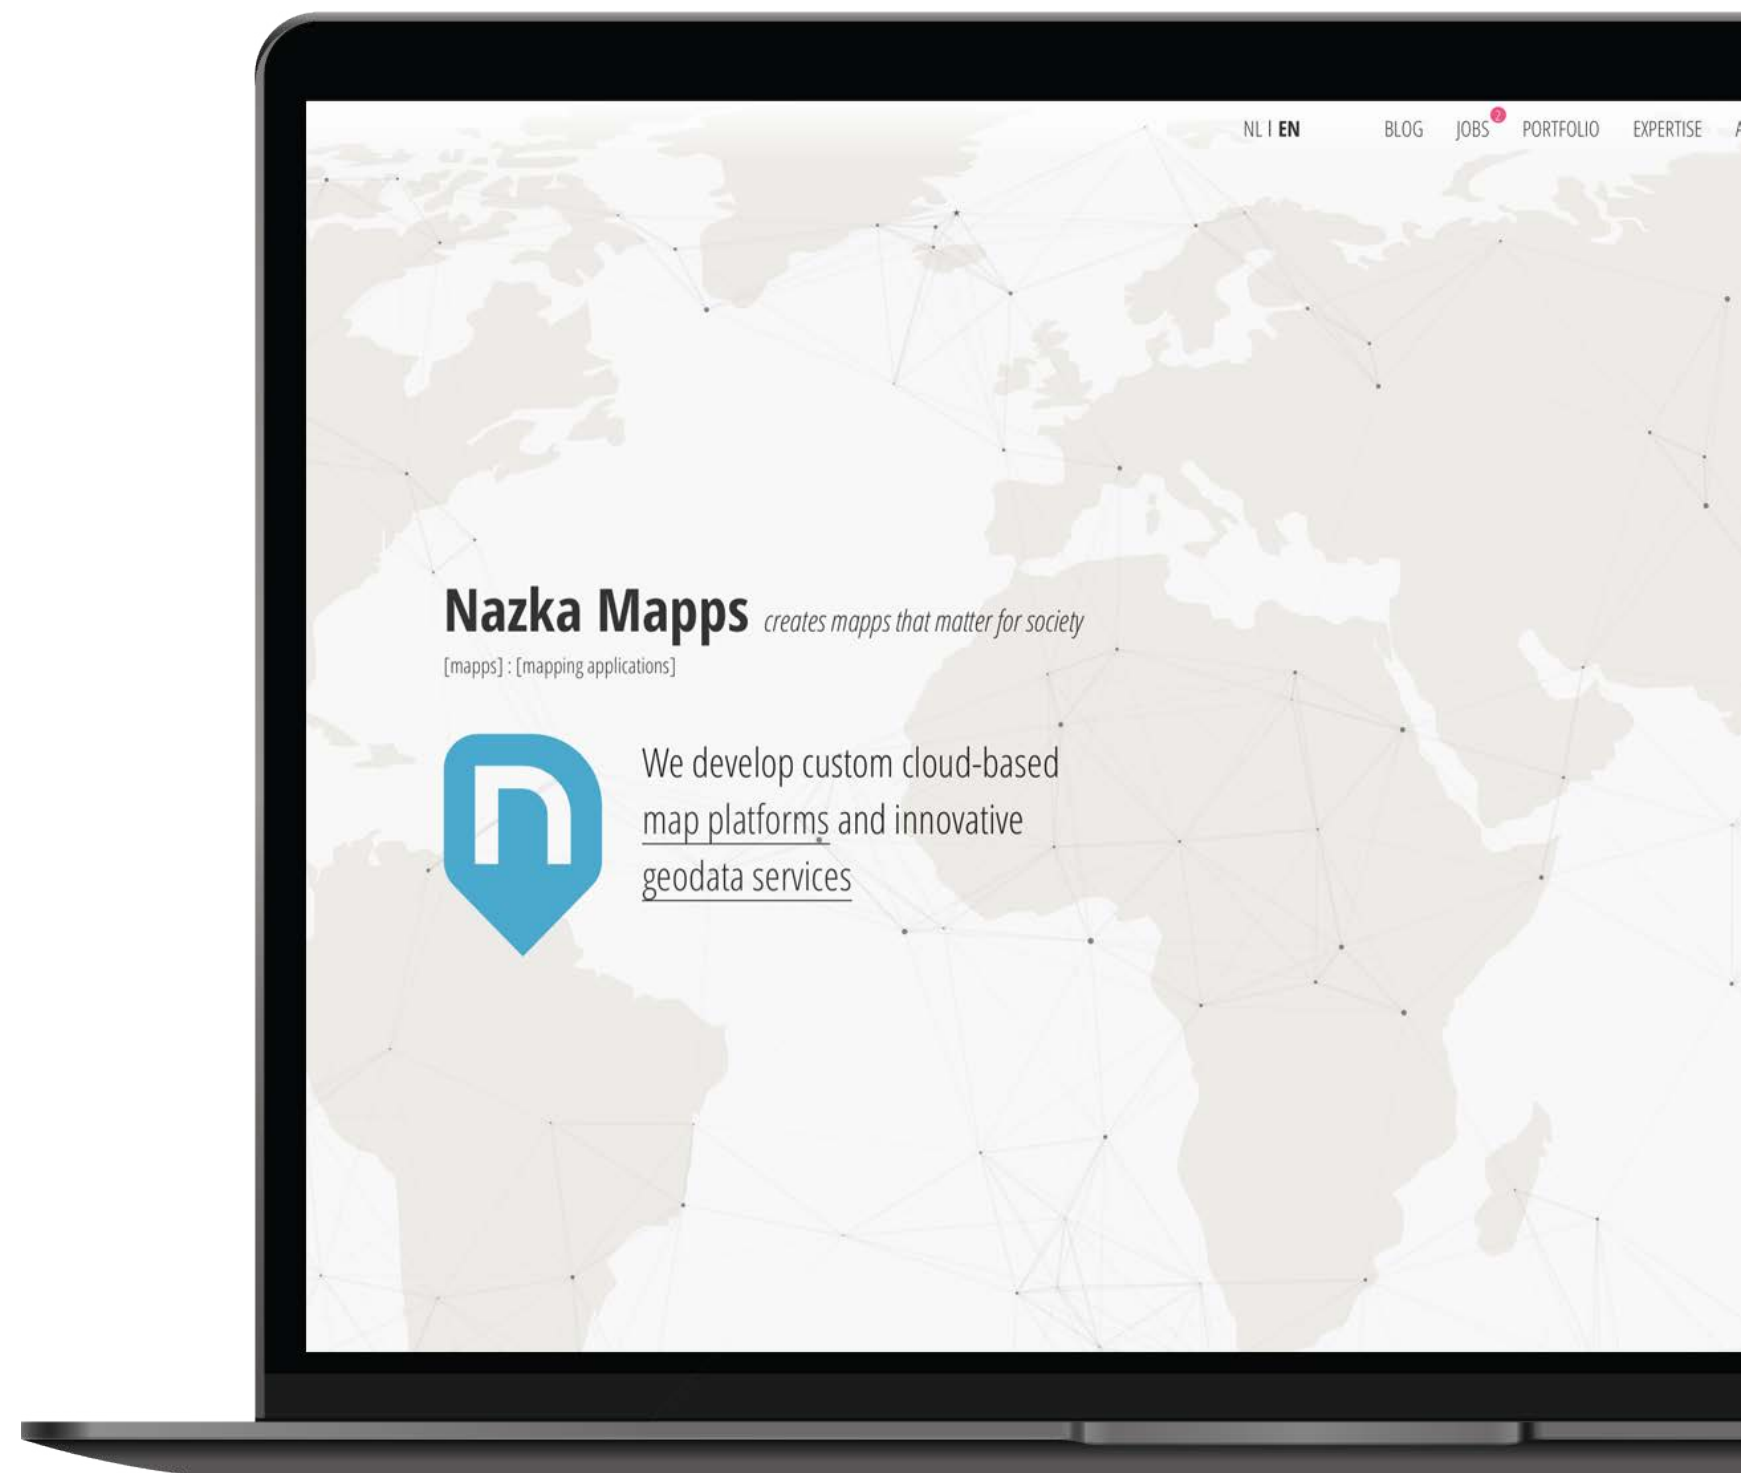 NL | EN BLOG JOBS 2 PORTFOLIO EXPERTISE
Nazka Mapps creates mapps that matter for society
[mapps] : [mapping applications]
n
We develop custom cloud-based
map platforms and innovative
geodata services